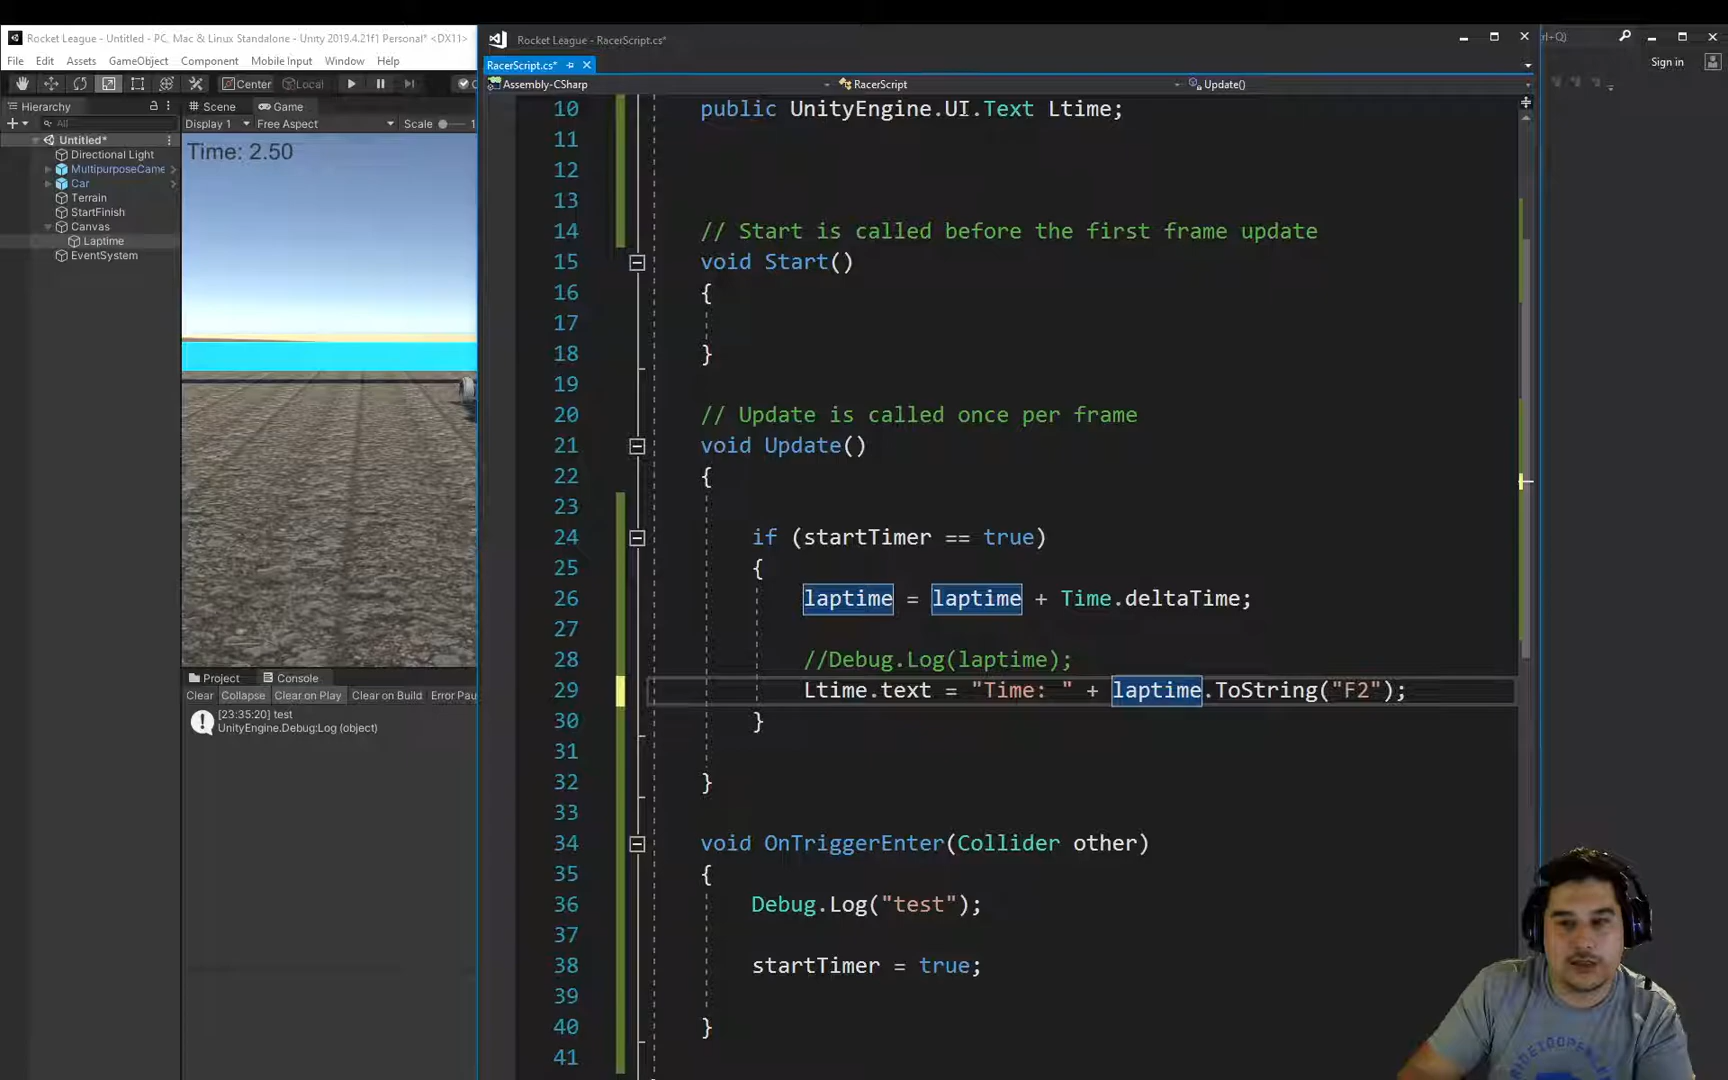 Rocket League - Untitled - PC, Mac & Linux Standalone - Unity 2019.4.21f1 Personal* <DX11>
File Edit Assets GameObject Component Mobile Input Window Help
Center Local
Hierarchy
All
Untitled*
Directional Light
MultipurposeCame
Car
Terrain
StartFinish
Canvas
Laptime
EventSystem
Scene Game
Display 1 Free Aspect Scale 1
Time: 2.50
Project Console
Clear Collapse Clear on Play Clear on Build Error Pau
[23:35:20] test
UnityEngine.Debug:Log (object)
Rocket League - RacerScript.cs*
RacerScript.cs*
Assembly-CSharp RacerScript Update()
10 public UnityEngine.UI.Text Ltime;
11
12
13
14 // Start is called before the first frame update
15 void Start()
16 {
17
18 }
19
20 // Update is called once per frame
21 void Update()
22 {
23
24 if (startTimer == true)
25 {
26 laptime = laptime + Time.deltaTime;
27
28 //Debug.Log(laptime);
29 Ltime.text = "Time: " + laptime.ToString("F2");
30 }
31
32 }
33
34 void OnTriggerEnter(Collider other)
35 {
36 Debug.Log("test");
37
38 startTimer = true;
39
40 }
41
Sign in